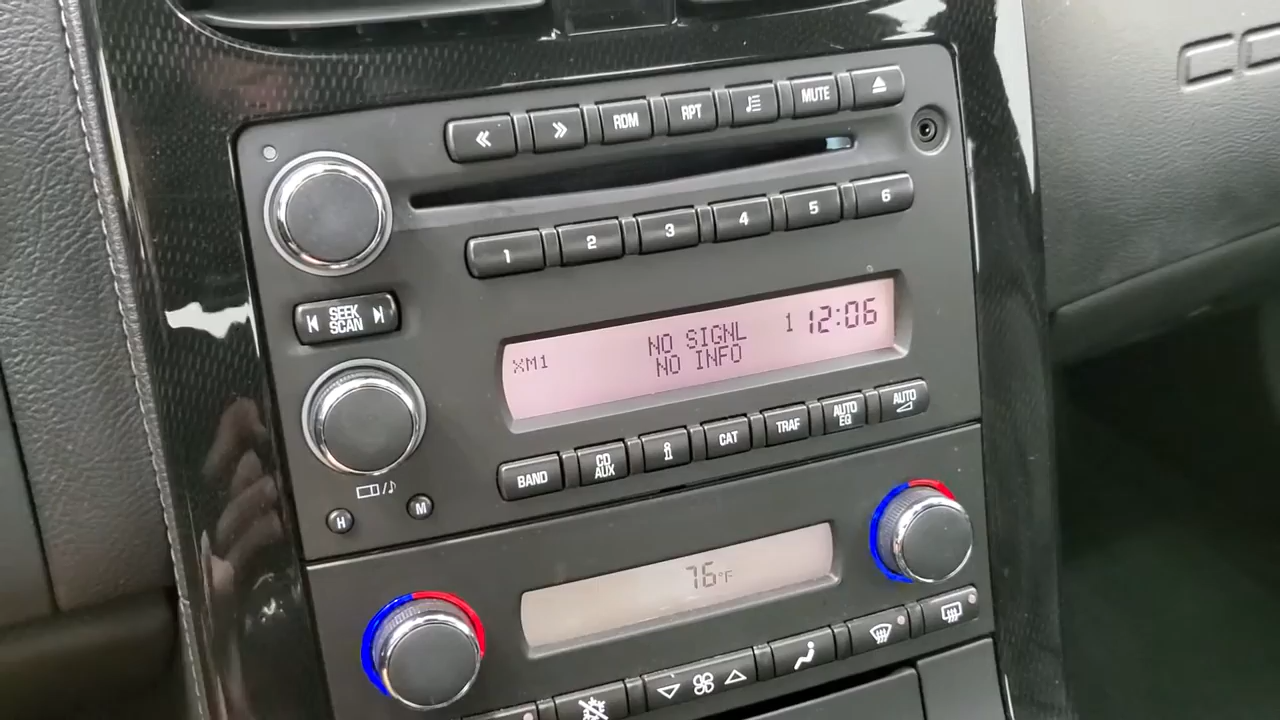 RDM RPT MUTE
1 2 3 4 5 6
SEEK
SCAN
XM1 NO SIGNL 1 12:06
NO INFO
BAND CD AUX i CAT TRAF AUTO EQ AUTO
H M
76°F